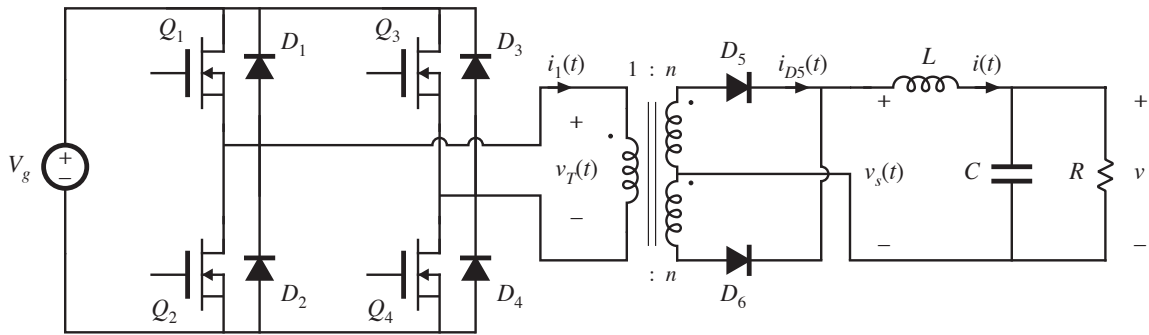 Q1
D1
Q3
D3
i1(t)
1 : n
D5
iD5(t)
L
i(t)
+
+
+
Vg
+
−
vT(t)
vs(t)
C
R
v
−
−
−
Q2
D2
Q4
D4
: n
D6